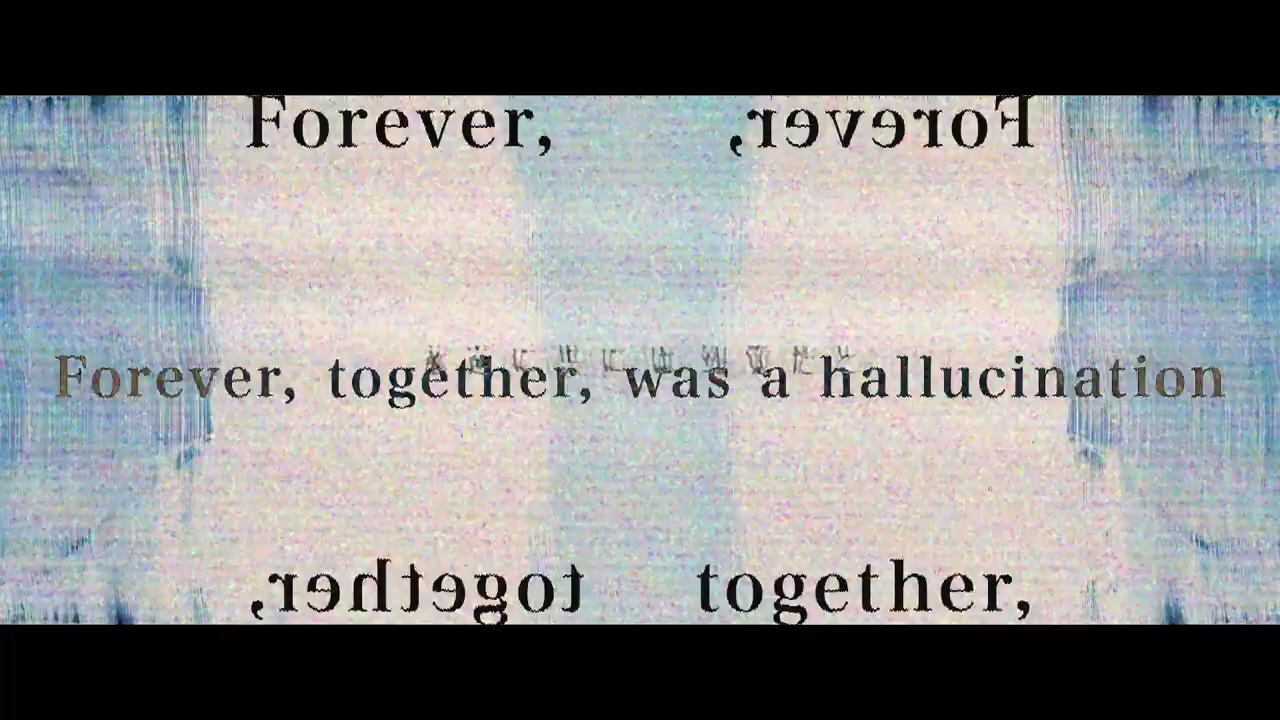 Forever, Forever,
Forever, together, was a hallucination
together, together,